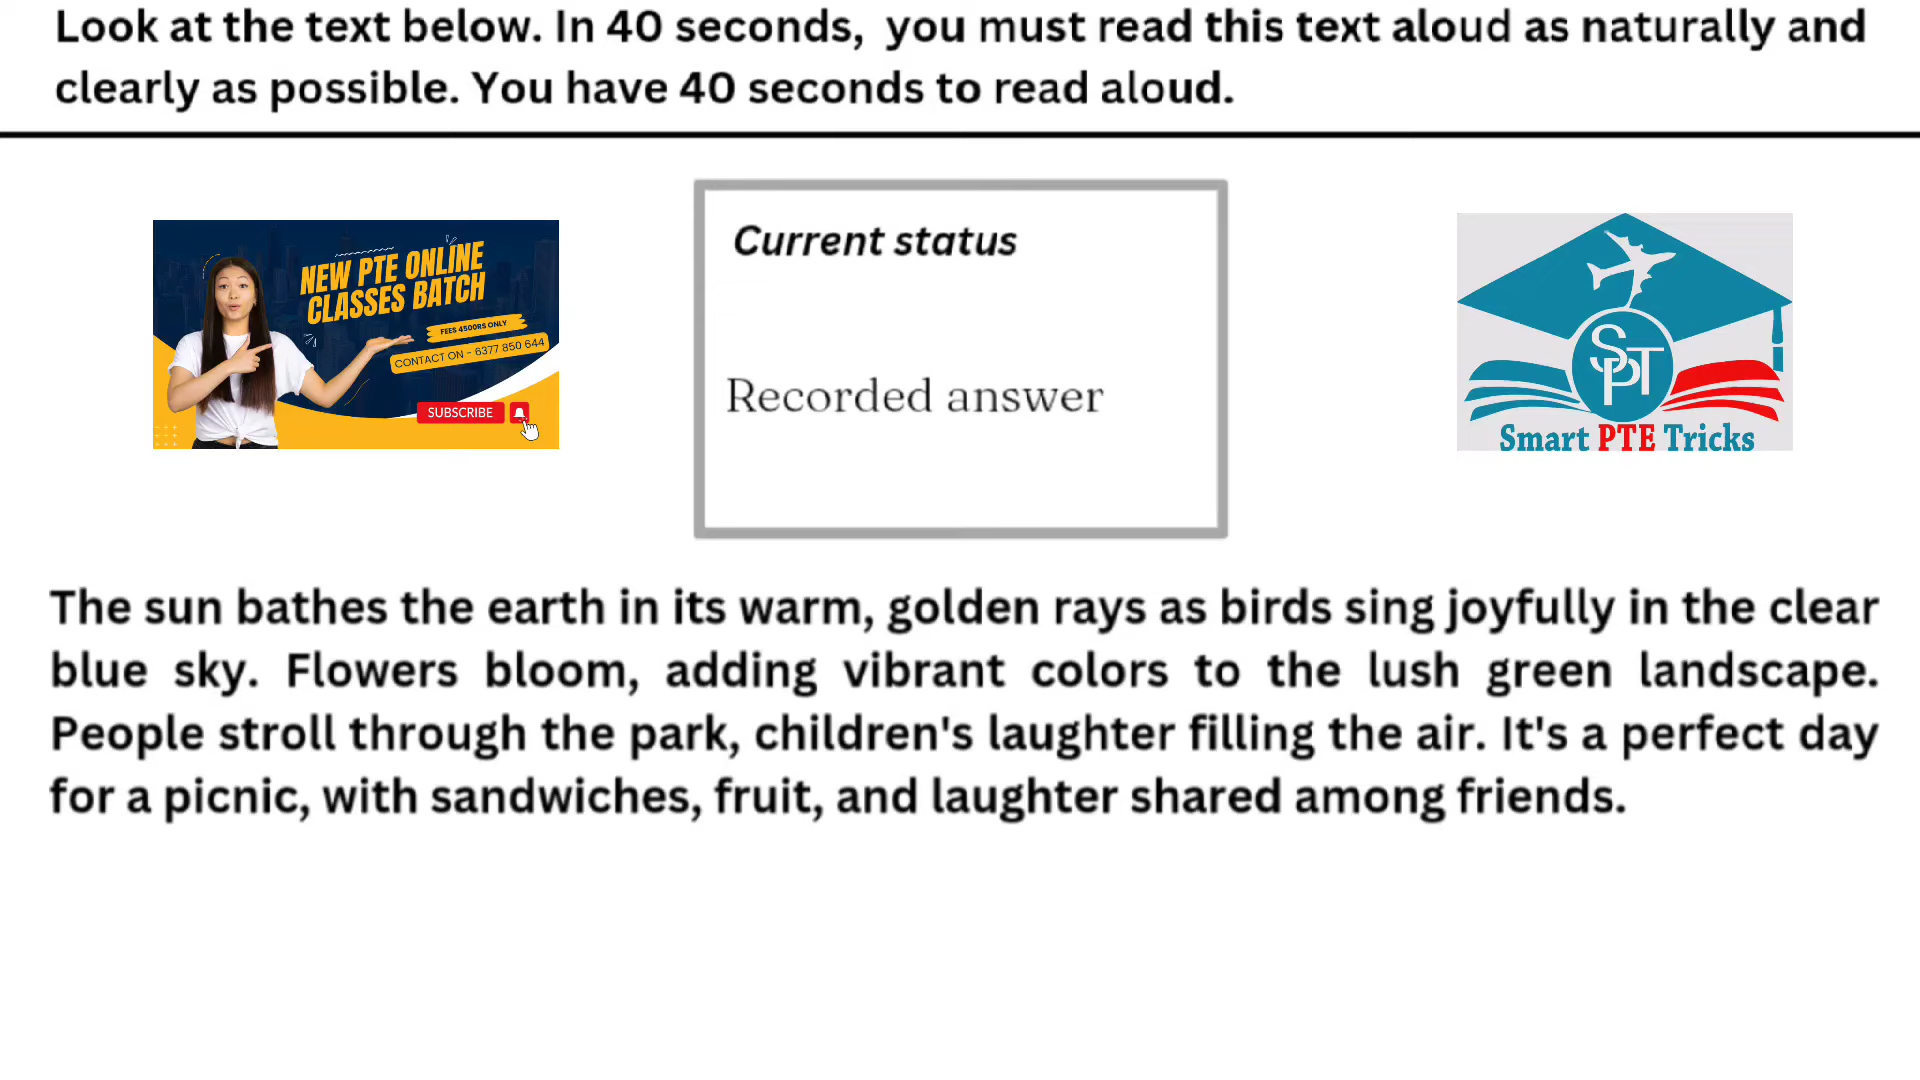 Look at the text below. In 40 seconds, you must read this text aloud as naturally and
clearly as possible. You have 40 seconds to read aloud.
NEW PTE ONLINE
CLASSES BATCH
FEES 4500RS ONLY
CONTACT ON - 6377 850 644
SUBSCRIBE
Current status
Recorded answer
SPT
Smart PTE Tricks
The sun bathes the earth in its warm, golden rays as birds sing joyfully in the clear
blue sky. Flowers bloom, adding vibrant colors to the lush green landscape.
People stroll through the park, children's laughter filling the air. It's a perfect day
for a picnic, with sandwiches, fruit, and laughter shared among friends.